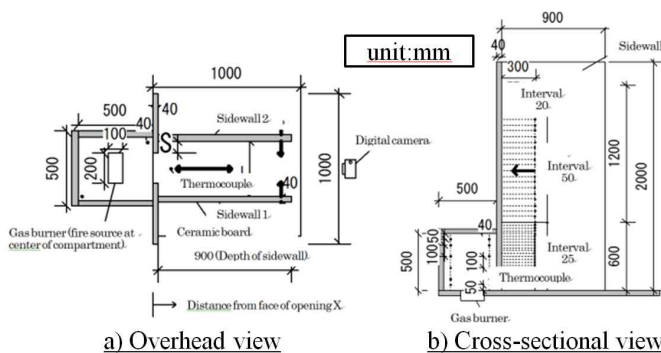 unit:mm
1000
500
40
40
Sidewall 2
100
S
500
200
Thermocouple
1000
Digital camera
40
Sidewall 1
Gas burner (fire source at
center of compartment)
Ceramic board
900 (Depth of sidewall)
Distance from face of opening X
a) Overhead view
900
Sidewall
40
300
Interval
20
1200
2000
Interval
50
500
40
500
50
100
100
50
Interval
25
600
Thermocouple
Gas burner
b) Cross-sectional view